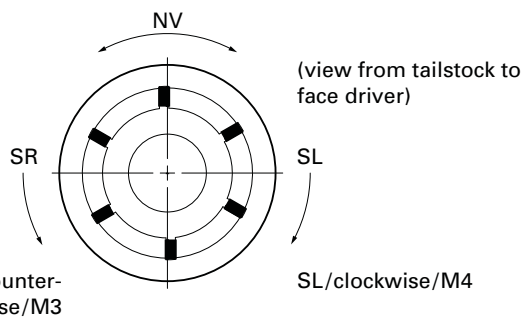 NV
(view from tailstock to
face driver)
SR
SL
SL/clockwise/M4